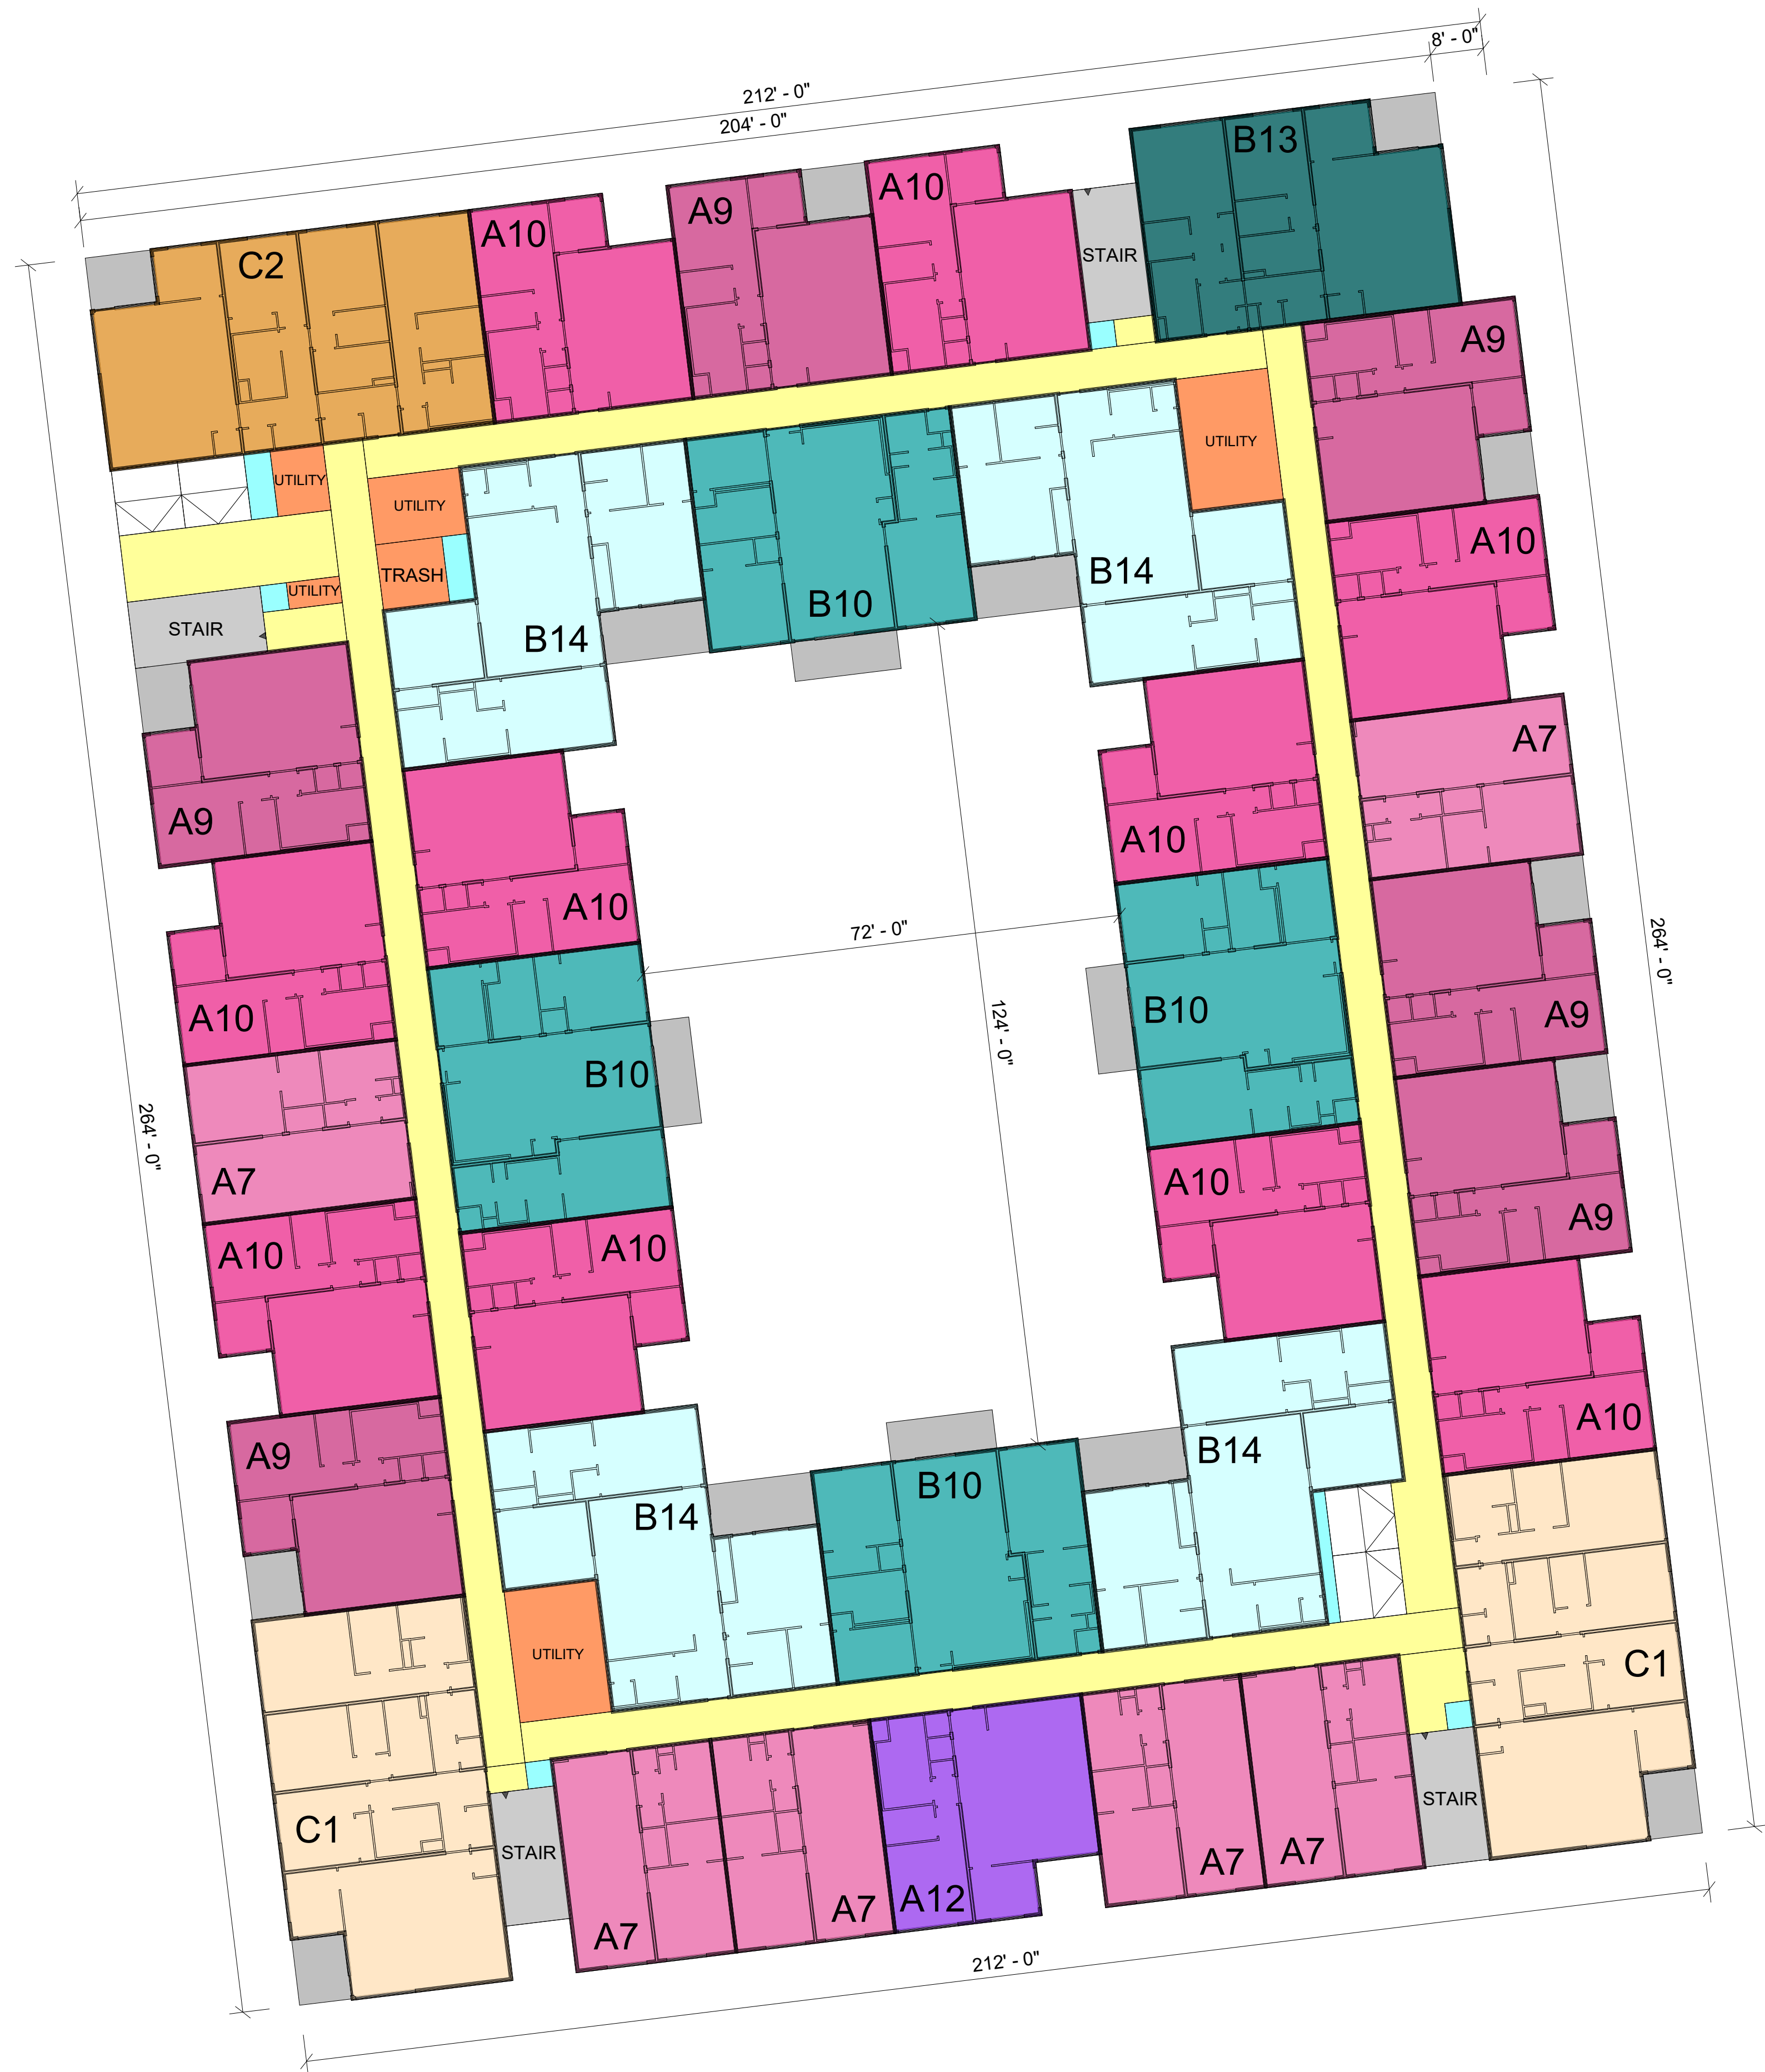 8' - 0"
212' - 0"
204' - 0"
B13
A10
A9
A10
C2
STAIR
A9
UTILITY
UTILITY
UTILITY
A10
TRASH
B14
UTILITY
B10
STAIR
B14
A7
A9
A10
A10
72' - 0"
264' - 0"
A10
B10
A9
124' - 0"
B10
264' - 0"
A7
A10
A9
A10
A10
A10
A9
B14
B10
B14
UTILITY
C1
C1
STAIR
STAIR
A7
A7
A12
A7
A7
212' - 0"